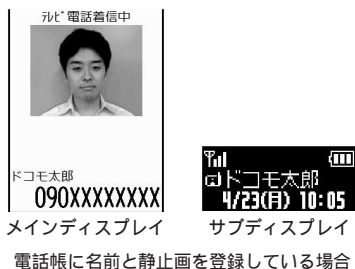 テレビ電話着信中
ドコモ太郎
090XXXXXXXX
メインディスプレイ
ドコモ太郎
4/23(月) 10:05
サブディスプレイ
電話帳に名前と静止画を登録している場合